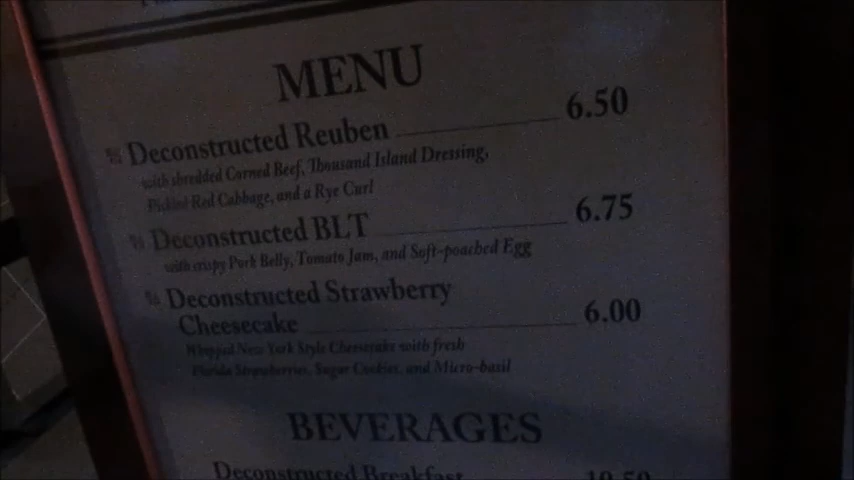 MENU
Deconstructed Reuben 6.50
with shredded Corned Beef, Thousand Island Dressing,
Pickled Red Cabbage, and a Rye Curl
Deconstructed BLT 6.75
with crispy Pork Belly, Tomato Jam, and Soft-poached Egg
Deconstructed Strawberry
Cheesecake 6.00
Whipped New York Style Cheesecake with fresh
Florida Strawberries, Sugar Cookies, and Micro-basil
BEVERAGES
Deconstructed Breakfast 10.50